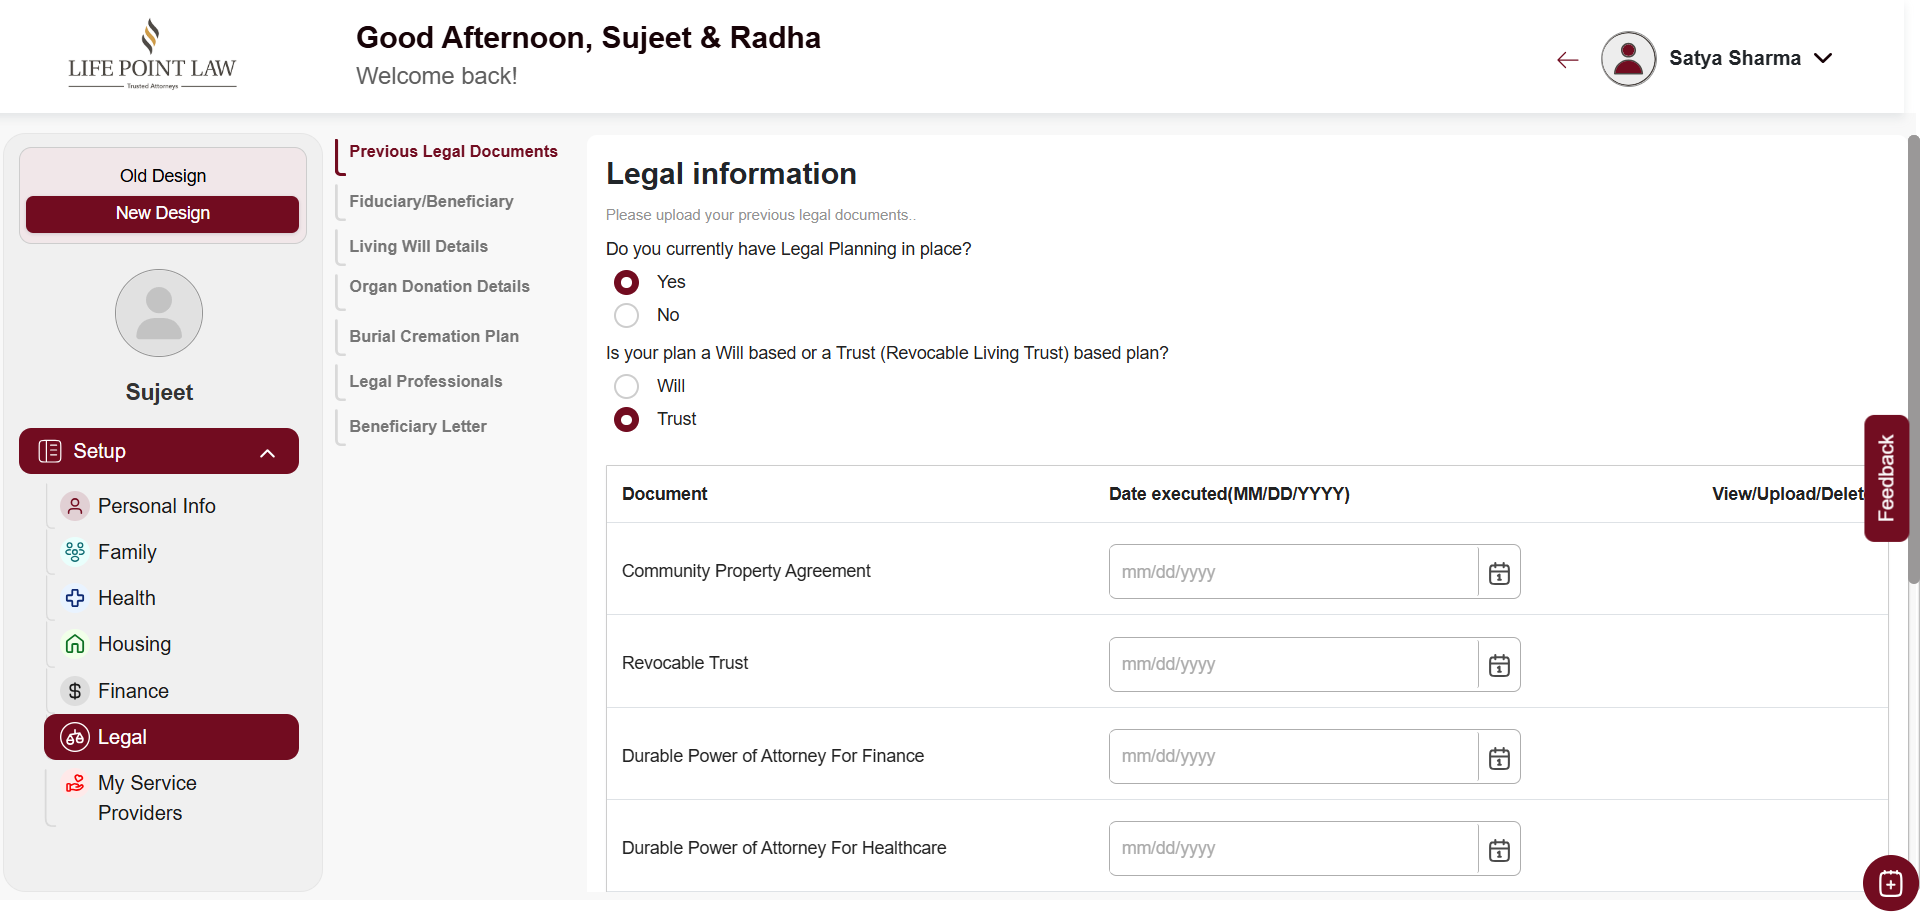 LIFE POINT LAW
Trusted Attorneys
Good Afternoon, Sujeet & Radha
Welcome back!
Satya Sharma
Old Design
New Design
Sujeet
Setup
Personal Info
Family
Health
Housing
$ Finance
Legal
My Service
Providers
Previous Legal Documents
Fiduciary/Beneficiary
Living Will Details
Organ Donation Details
Burial Cremation Plan
Legal Professionals
Beneficiary Letter
Legal information
Please upload your previous legal documents..
Do you currently have Legal Planning in place?
Yes
No
Is your plan a Will based or a Trust (Revocable Living Trust) based plan?
Will
Trust
Document Date executed(MM/DD/YYYY) View/Upload/Delet
Community Property Agreement mm/dd/yyyy
Revocable Trust mm/dd/yyyy
Durable Power of Attorney For Finance mm/dd/yyyy
Durable Power of Attorney For Healthcare mm/dd/yyyy
Feedback